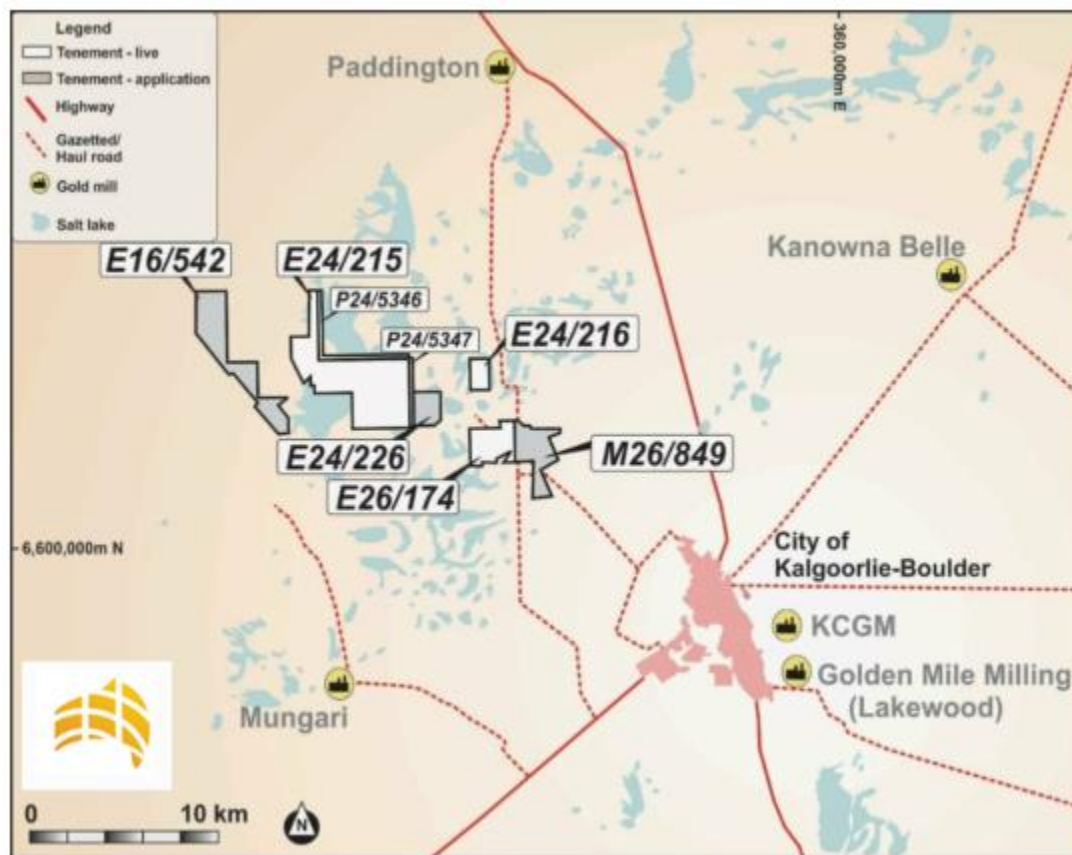 Legend
Tenement - live
Tenement - application
Highway
Gazetted/
Haul road
Gold mill
Salt lake
360,000m E
Paddington
Kanowna Belle
E16/542
E24/215
P24/5346
P24/5347
E24/216
E24/226
E26/174
M26/849
6,600,000m N
City of
Kalgoorlie-Boulder
KCGM
Golden Mile Milling
(Lakewood)
Mungari
0 10 km
N